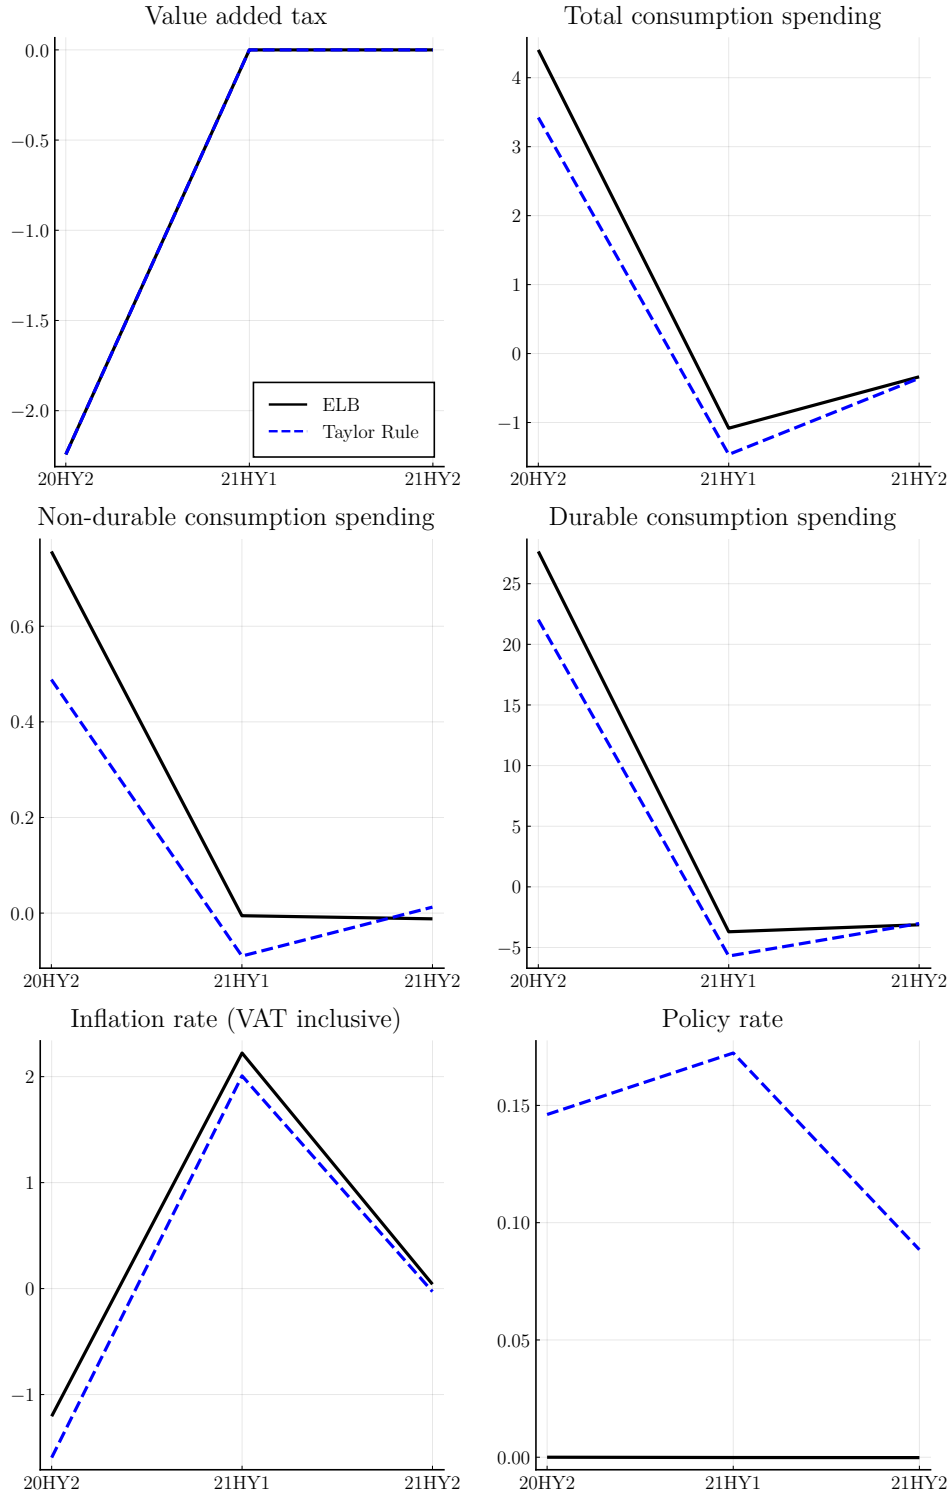 Value added tax
0.0
−0.5
−1.0
−1.5
−2.0
20HY2 21HY1 21HY2
ELB
Taylor Rule
Total consumption spending
4
3
2
1
0
−1
20HY2 21HY1 21HY2
Non-durable consumption spending
0.6
0.4
0.2
0.0
20HY2 21HY1 21HY2
Durable consumption spending
25
20
15
10
5
0
−5
20HY2 21HY1 21HY2
Inflation rate (VAT inclusive)
2
1
0
−1
20HY2 21HY1 21HY2
Policy rate
0.15
0.10
0.05
0.00
20HY2 21HY1 21HY2